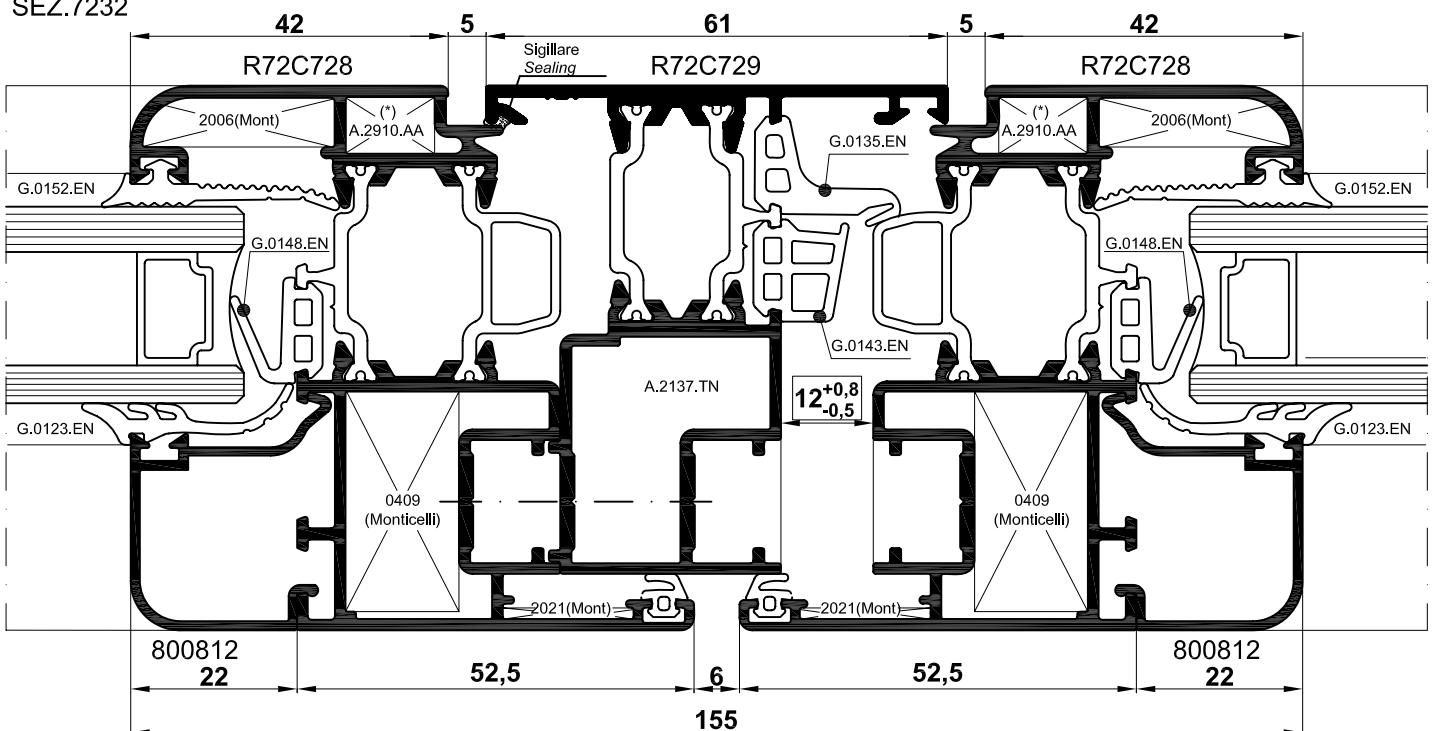 SEZ.7232
42 5 61 5 42
R72C728 Sigillare R72C729 R72C728
Sealing
2006(Mont) (*) (*) 2006(Mont)
A.2910.AA A.2910.AA
G.0135.EN
G.0152.EN G.0152.EN
G.0148.EN G.0148.EN
G.0143.EN
A.2137.TN
12 +0,8
-0,5
G.0123.EN G.0123.EN
0409 0409
(Monticelli) (Monticelli)
2021(Mont) 2021(Mont)
800812 800812
22 52,5 6 52,5 22
155